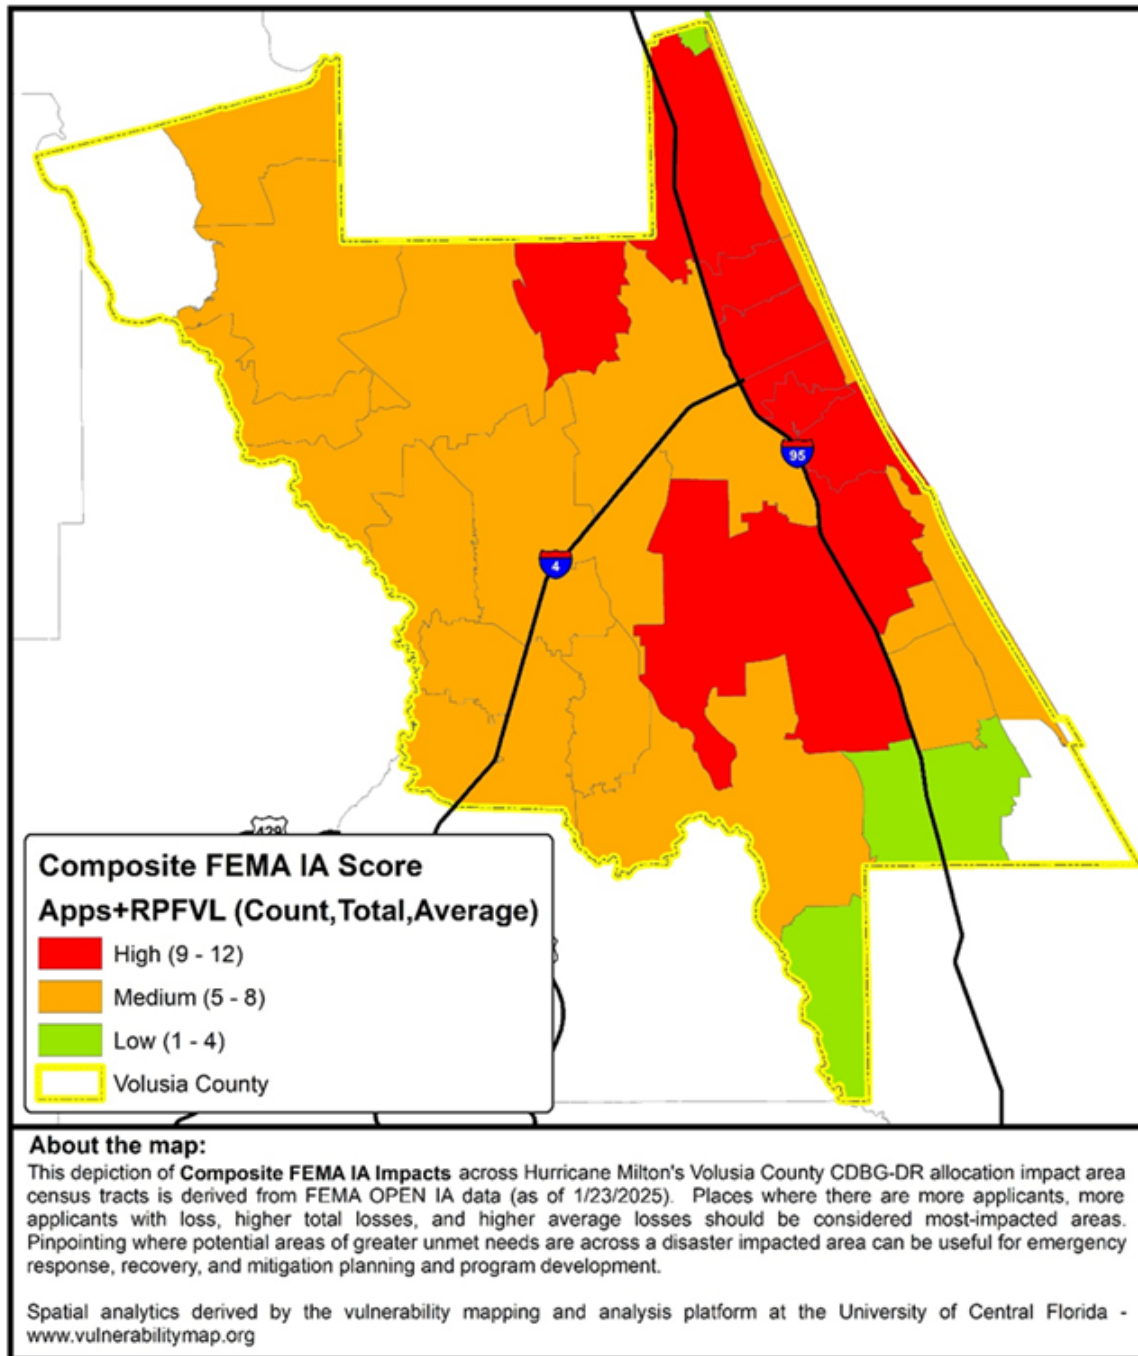 95
4
429
Composite FEMA IA Score
Apps+RPFVL (Count,Total,Average)
High (9 - 12)
Medium (5 - 8)
Low (1 - 4)
Volusia County
About the map:
This depiction of Composite FEMA IA Impacts across Hurricane Milton's Volusia County CDBG-DR allocation impact area
census tracts is derived from FEMA OPEN IA data (as of 1/23/2025). Places where there are more applicants, more
applicants with loss, higher total losses, and higher average losses should be considered most-impacted areas.
Pinpointing where potential areas of greater unmet needs are across a disaster impacted area can be useful for emergency
response, recovery, and mitigation planning and program development.
Spatial analytics derived by the vulnerability mapping and analysis platform at the University of Central Florida -
www.vulnerabilitymap.org